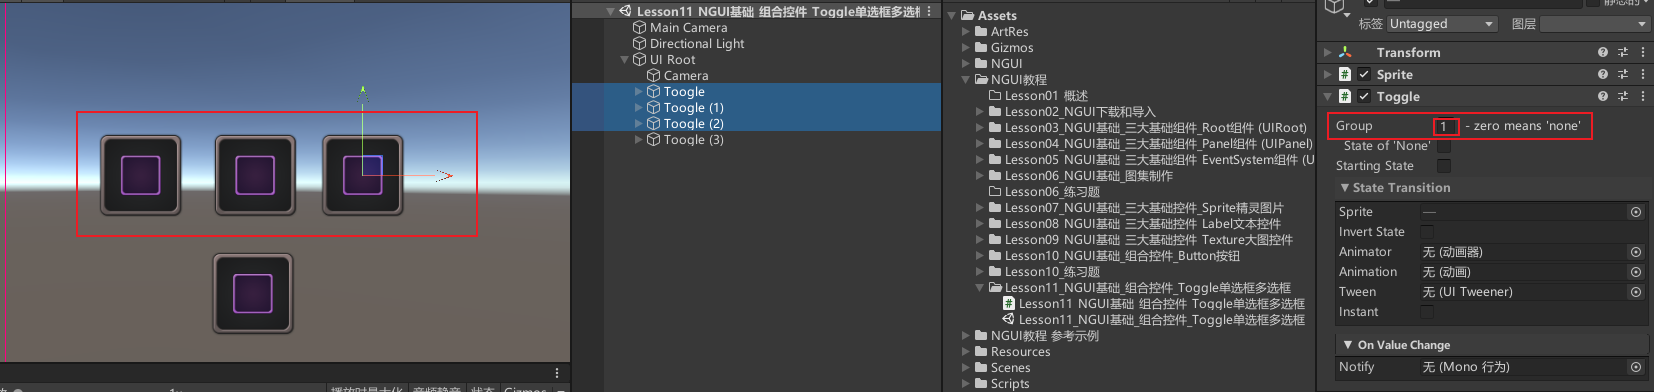 Lesson11_NGUI基础_组合控件_Toggle单选框多选框
Main Camera
Directional Light
UI Root
Camera
Toogle
Toogle (1)
Toogle (2)
Toogle (3)
Assets
ArtRes
Gizmos
NGUI
NGUI教程
Lesson01_概述
Lesson02_NGUI下载和导入
Lesson03_NGUI基础_三大基础组件_Root组件 (UIRoot)
Lesson04_NGUI基础_三大基础组件_Panel组件 (UIPanel)
Lesson05_NGUI基础_三大基础组件_EventSystem组件 (U
Lesson06_NGUI基础_图集制作
Lesson06_练习题
Lesson07_NGUI基础_三大基础控件_Sprite精灵图片
Lesson08_NGUI基础_三大基础控件_Label文本控件
Lesson09_NGUI基础_三大基础控件_Texture大图控件
Lesson10_NGUI基础_组合控件_Button按钮
Lesson10_练习题
Lesson11_NGUI基础_组合控件_Toggle单选框多选框
Lesson11_NGUI基础_组合控件_Toggle单选框多选框
Lesson11_NGUI基础_组合控件_Toggle单选框多选框
NGUI教程 参考示例
Resources
Scenes
Scripts
静态的
标签 Untagged 图层
Transform
Sprite
Toggle
Group 1 - zero means 'none'
State of 'None'
Starting State
State Transition
Sprite —
Invert State
Animator 无 (动画器)
Animation 无 (动画)
Tween 无 (UI Tweener)
Instant
On Value Change
Notify 无 (Mono 行为)
播放时最大化 音频静音 状态 Gizmos